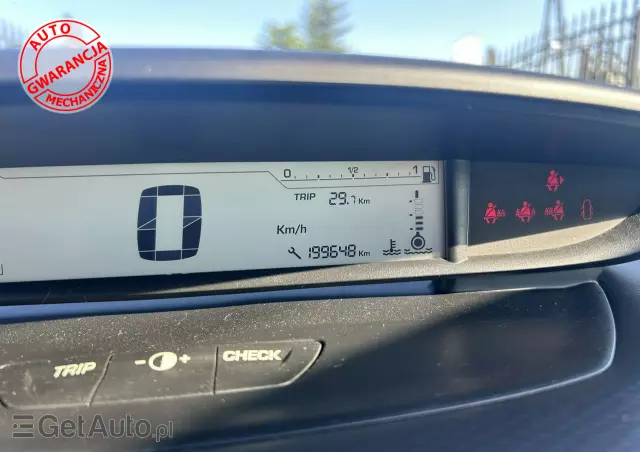 AUTO
GWARANCJA
MECHANICZNA
0 1/2 1
TRIP 29.7 Km
0
Km/h
199648 Km
TRIP - + CHECK
GetAuto.pl